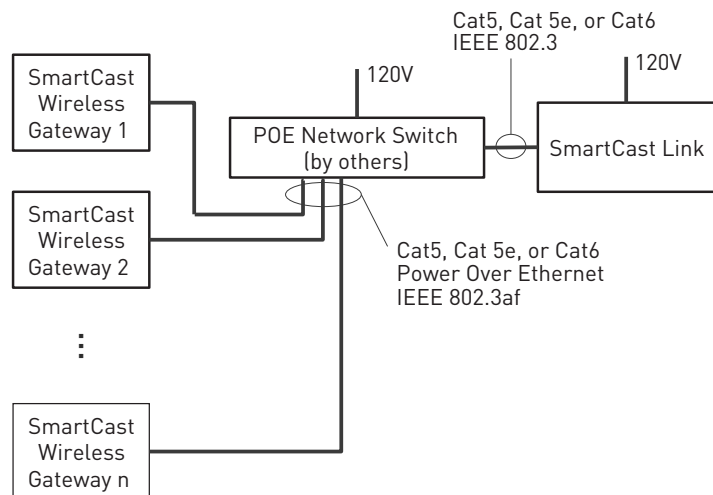 Cat5, Cat 5e, or Cat6
IEEE 802.3
120V
120V
SmartCast
Wireless
Gateway 1
POE Network Switch
(by others)
SmartCast Link
SmartCast
Wireless
Gateway 2
Cat5, Cat 5e, or Cat6
Power Over Ethernet
IEEE 802.3af
...
SmartCast
Wireless
Gateway n